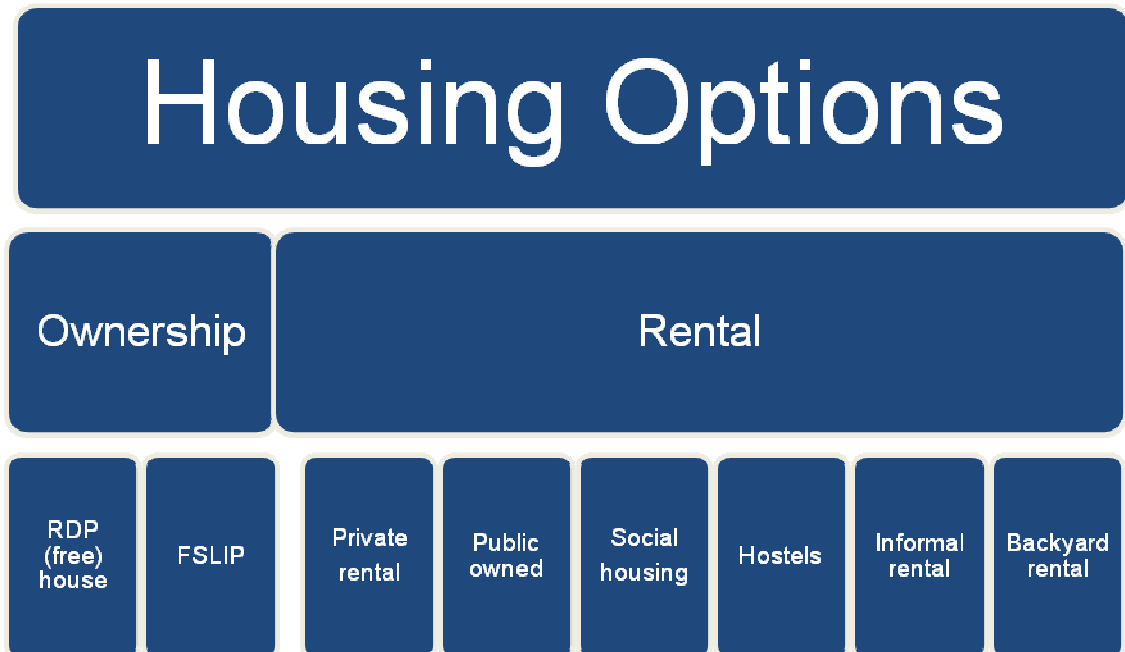 Housing Options
Ownership
Rental
RDP
(free)
house
FSLIP
Private
rental
Public
owned
Social
housing
Hostels
Informal
rental
Backyard
rental